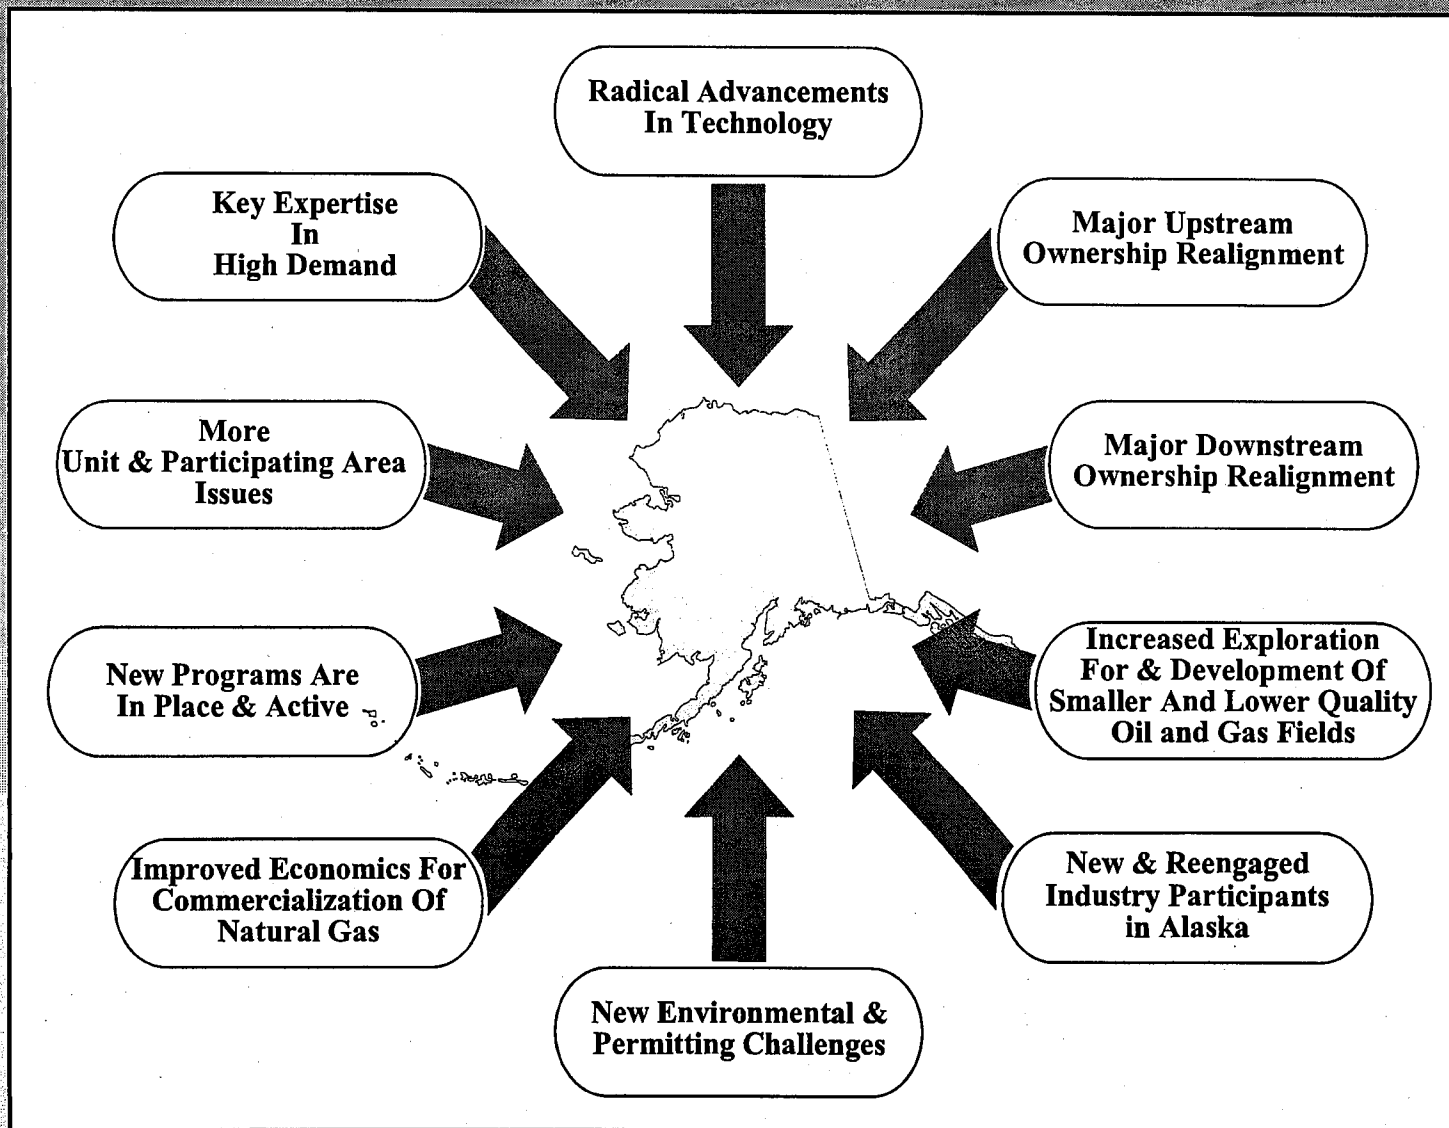 Radical Advancements
In Technology
Key Expertise
In
High Demand
Major Upstream
Ownership Realignment
More
Unit & Participating Area
Issues
Major Downstream
Ownership Realignment
New Programs Are
In Place & Active
Increased Exploration
For & Development Of
Smaller And Lower Quality
Oil and Gas Fields
Improved Economics For
Commercialization Of
Natural Gas
New & Reengaged
Industry Participants
in Alaska
New Environmental &
Permitting Challenges